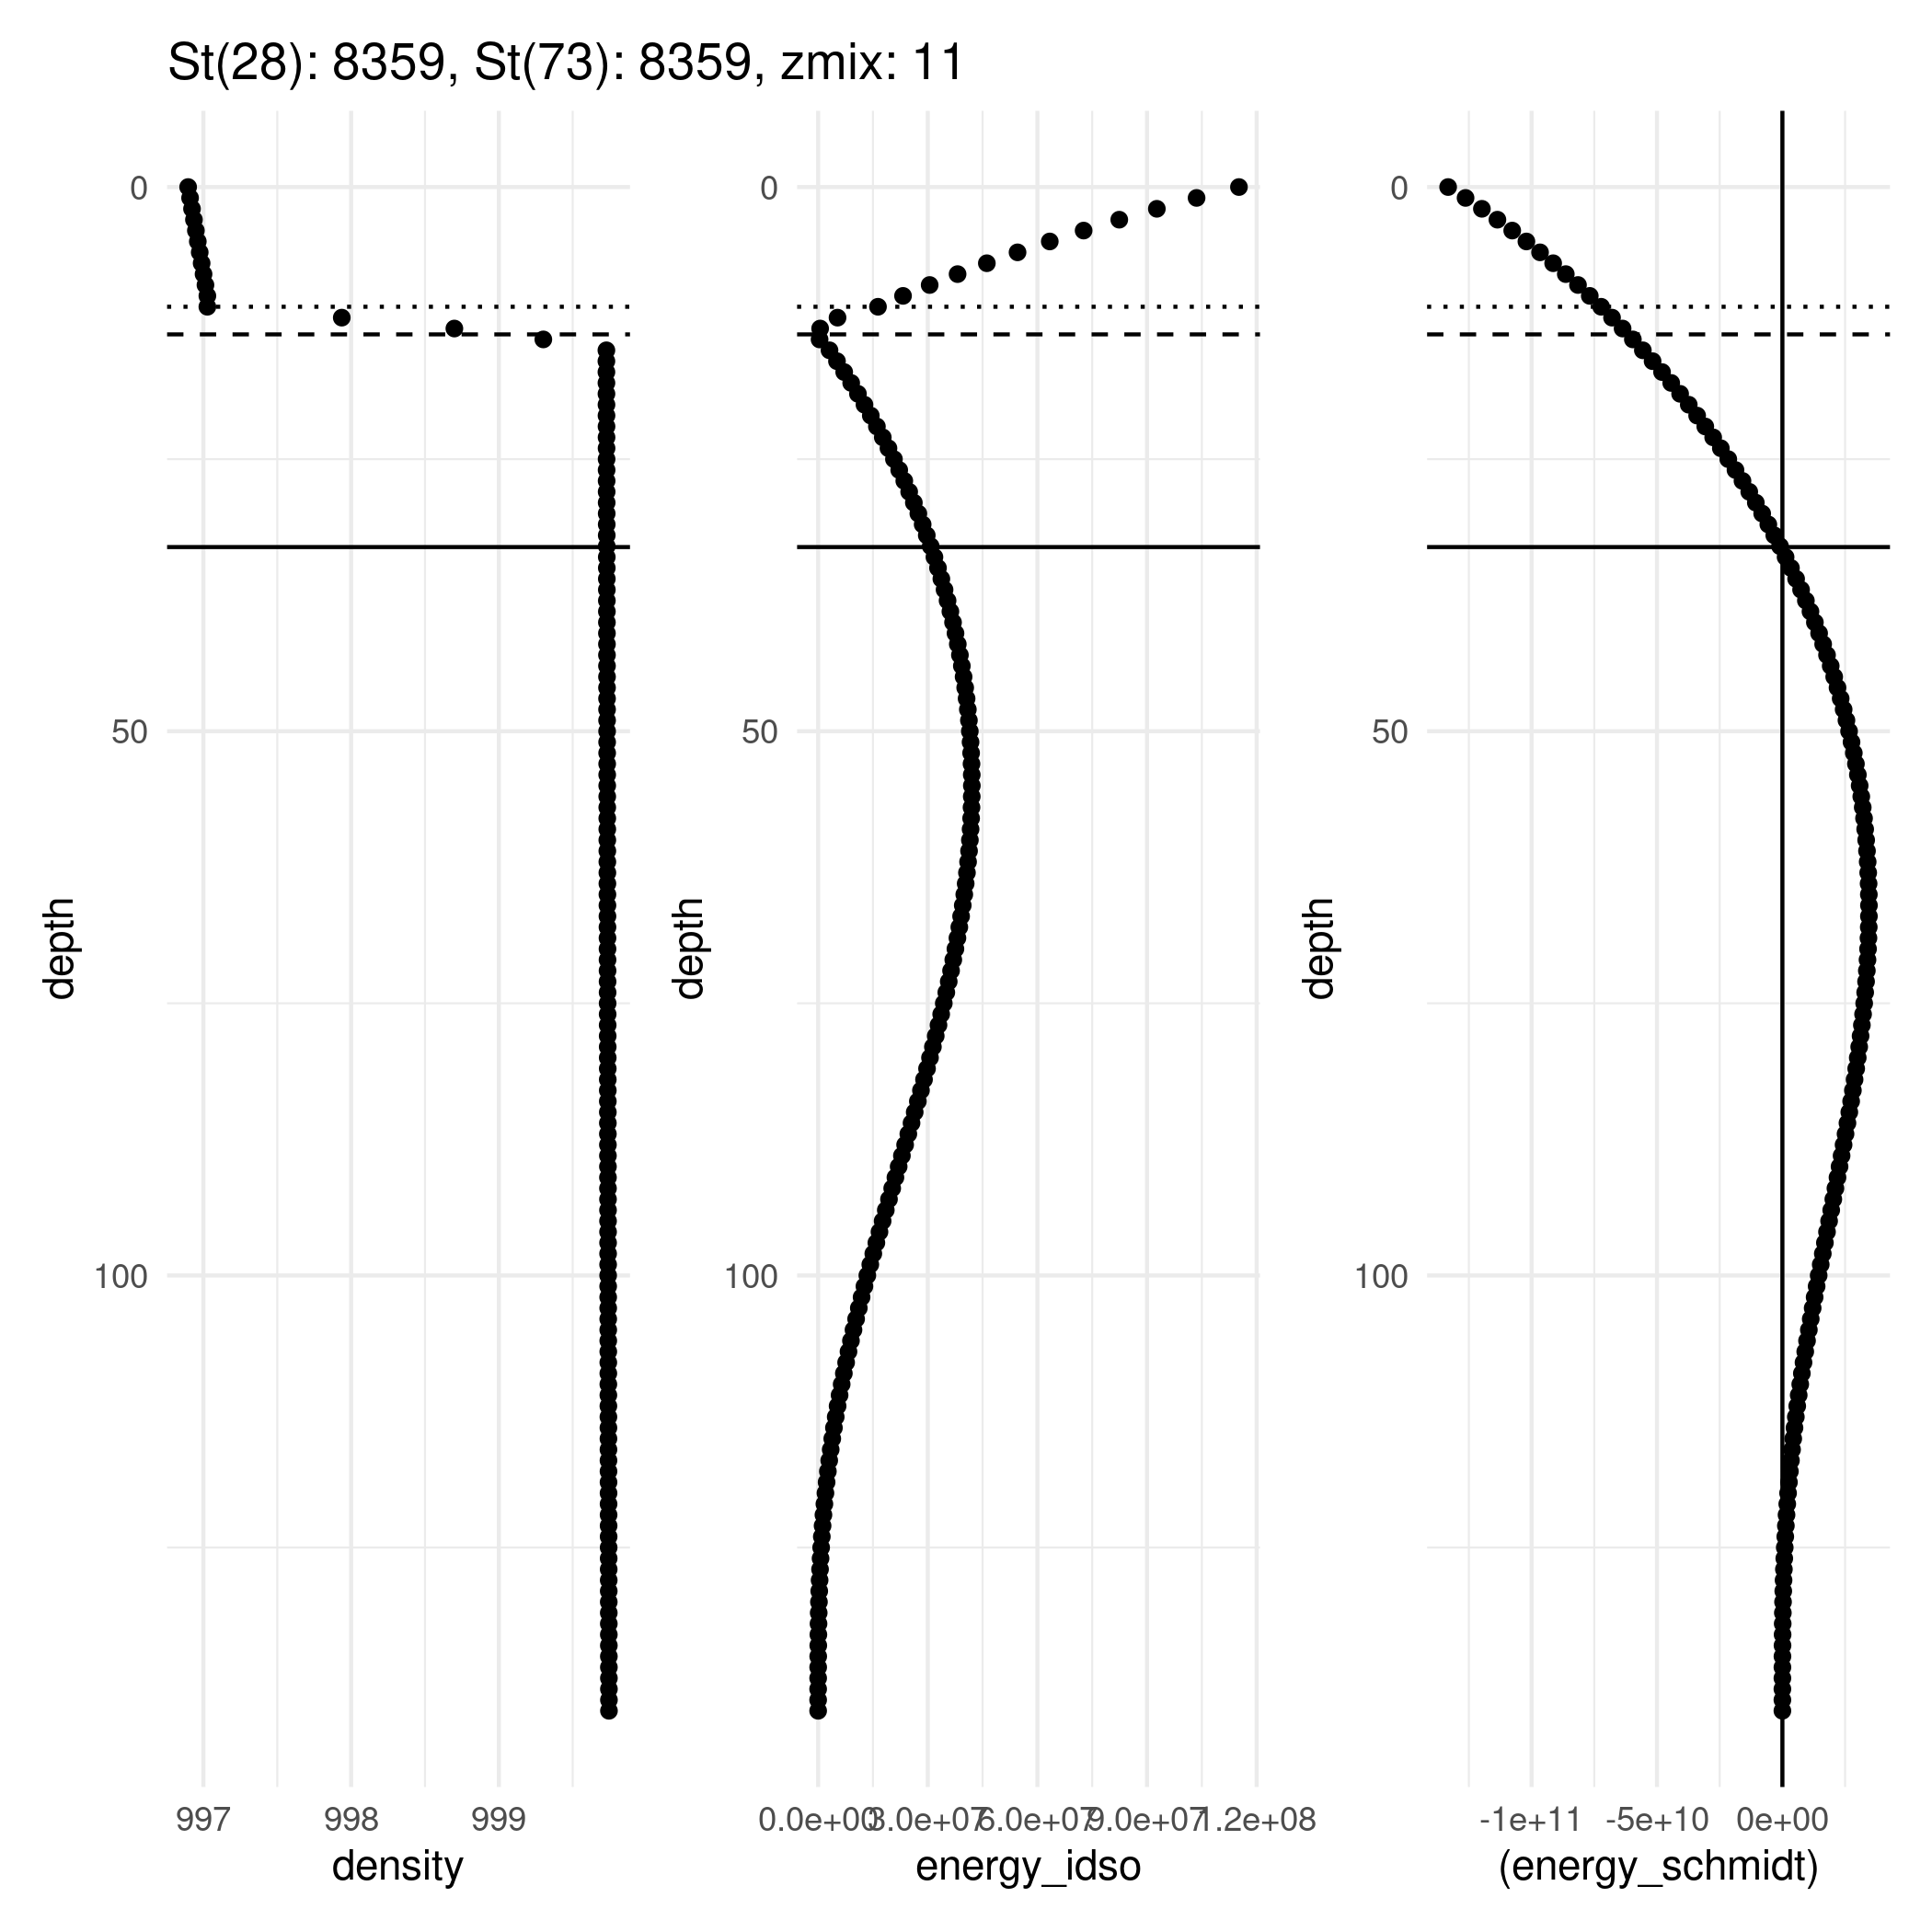 St(28): 8359, St(73): 8359, zmix: 11
0
50
100
depth
997
998
999
density
0
50
100
depth
0.0e+00
3.0e+07
6.0e+07
9.0e+07
1.2e+08
energy_idso
0
50
100
depth
-1e+11
-5e+10
0e+00
(energy_schmidt)